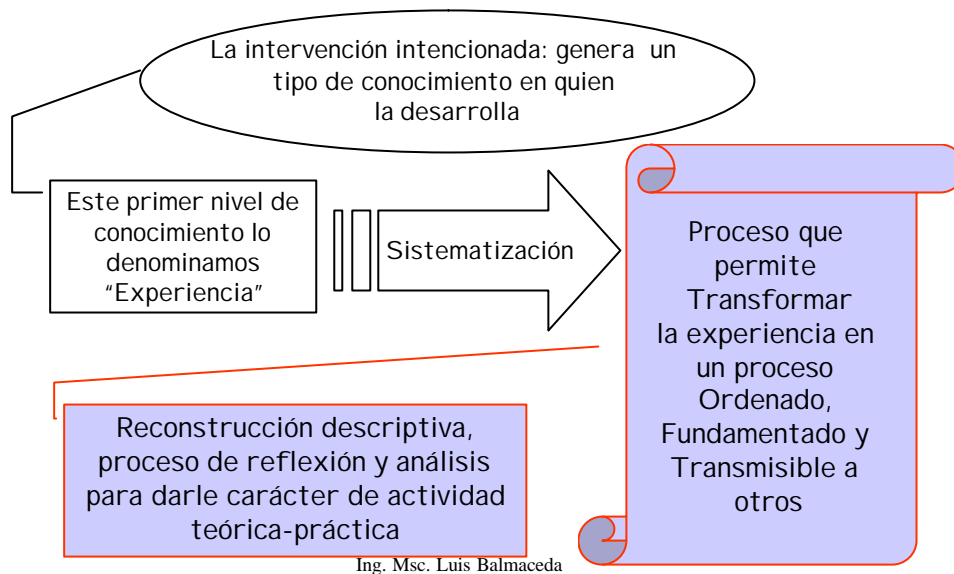 La intervención intencionada: genera un
tipo de conocimiento en quien
la desarrolla
Este primer nivel de
conocimiento lo
denominamos
“Experiencia”
Sistematización
Proceso que
permite
Transformar
la experiencia en
un proceso
Ordenado,
Fundamentado y
Transmisible a
otros
Reconstrucción descriptiva,
proceso de reflexión y análisis
para darle carácter de actividad
teórica-práctica
Ing. Msc. Luis Balmaceda